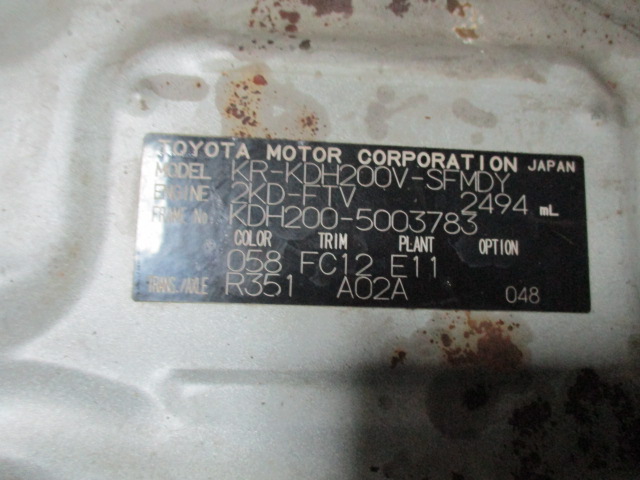 TOYOTA MOTOR CORPORATION JAPAN
MODEL KR-KDH200V-SFMDY
ENGINE 2KD-FTV 2494 mL
FRAME No. KDH200-5003783
COLOR TRIM PLANT OPTION
058 FC12 E11
TRANS./AXLE R351 A02A 048